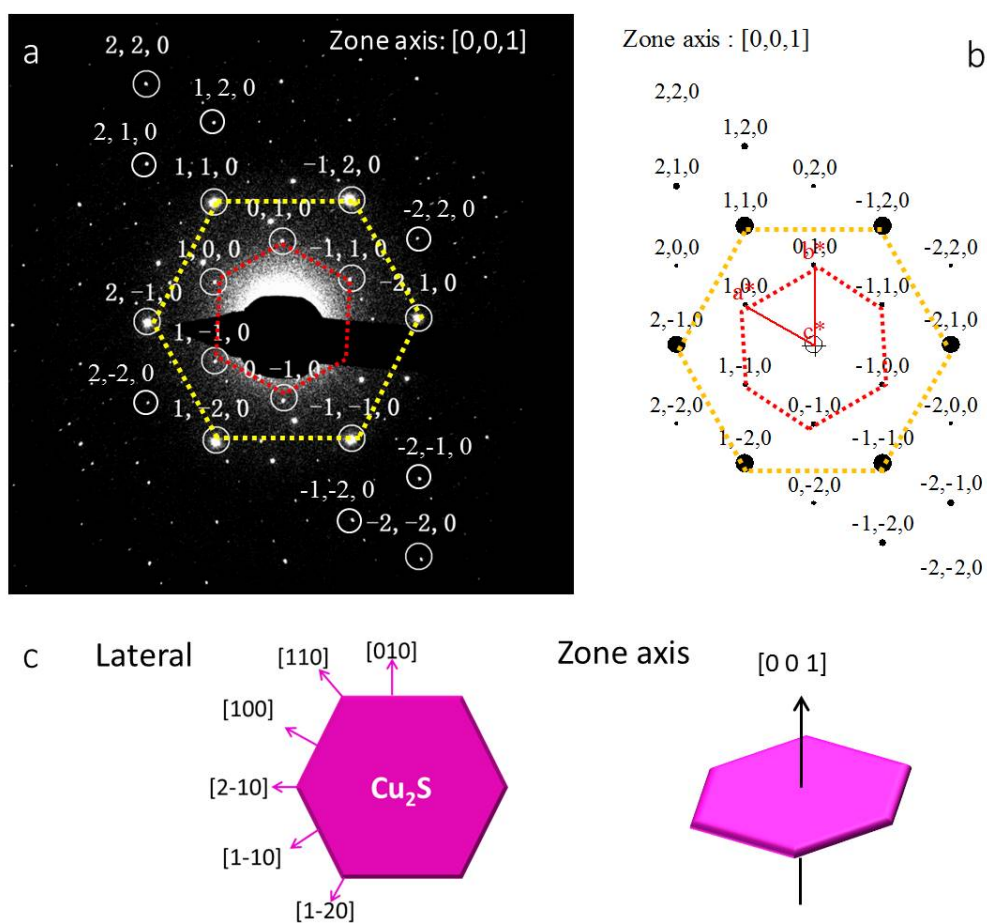 a
Zone axis: [0,0,1]
2, 2, 0
1, 2, 0
2, 1, 0
1, 1, 0
−1, 2, 0
0, 1, 0
-2, 2, 0
1, 0, 0
−1, 1, 0
−2, 1, 0
2, −1, 0
1, −1, 0
0, −1, 0
2,-2, 0
1, −2, 0
−1, −1, 0
-2,-1, 0
-1,-2, 0
−2, −2, 0
Zone axis : [0,0,1]
b
2,2,0
1,2,0
2,1,0
0,2,0
1,1,0
-1,2,0
2,0,0
0,1,0
b*
-2,2,0
1,0,0
a*
-1,1,0
2,-1,0
c*
-2,1,0
1,-1,0
-1,0,0
2,-2,0
0,-1,0
-2,0,0
1,-2,0
-1,-1,0
0,-2,0
-2,-1,0
-1,-2,0
-2,-2,0
c
Lateral
[110]
[010]
[100]
[2-10]
Cu₂S
[1-10]
[1-20]
Zone axis
[0 0 1]